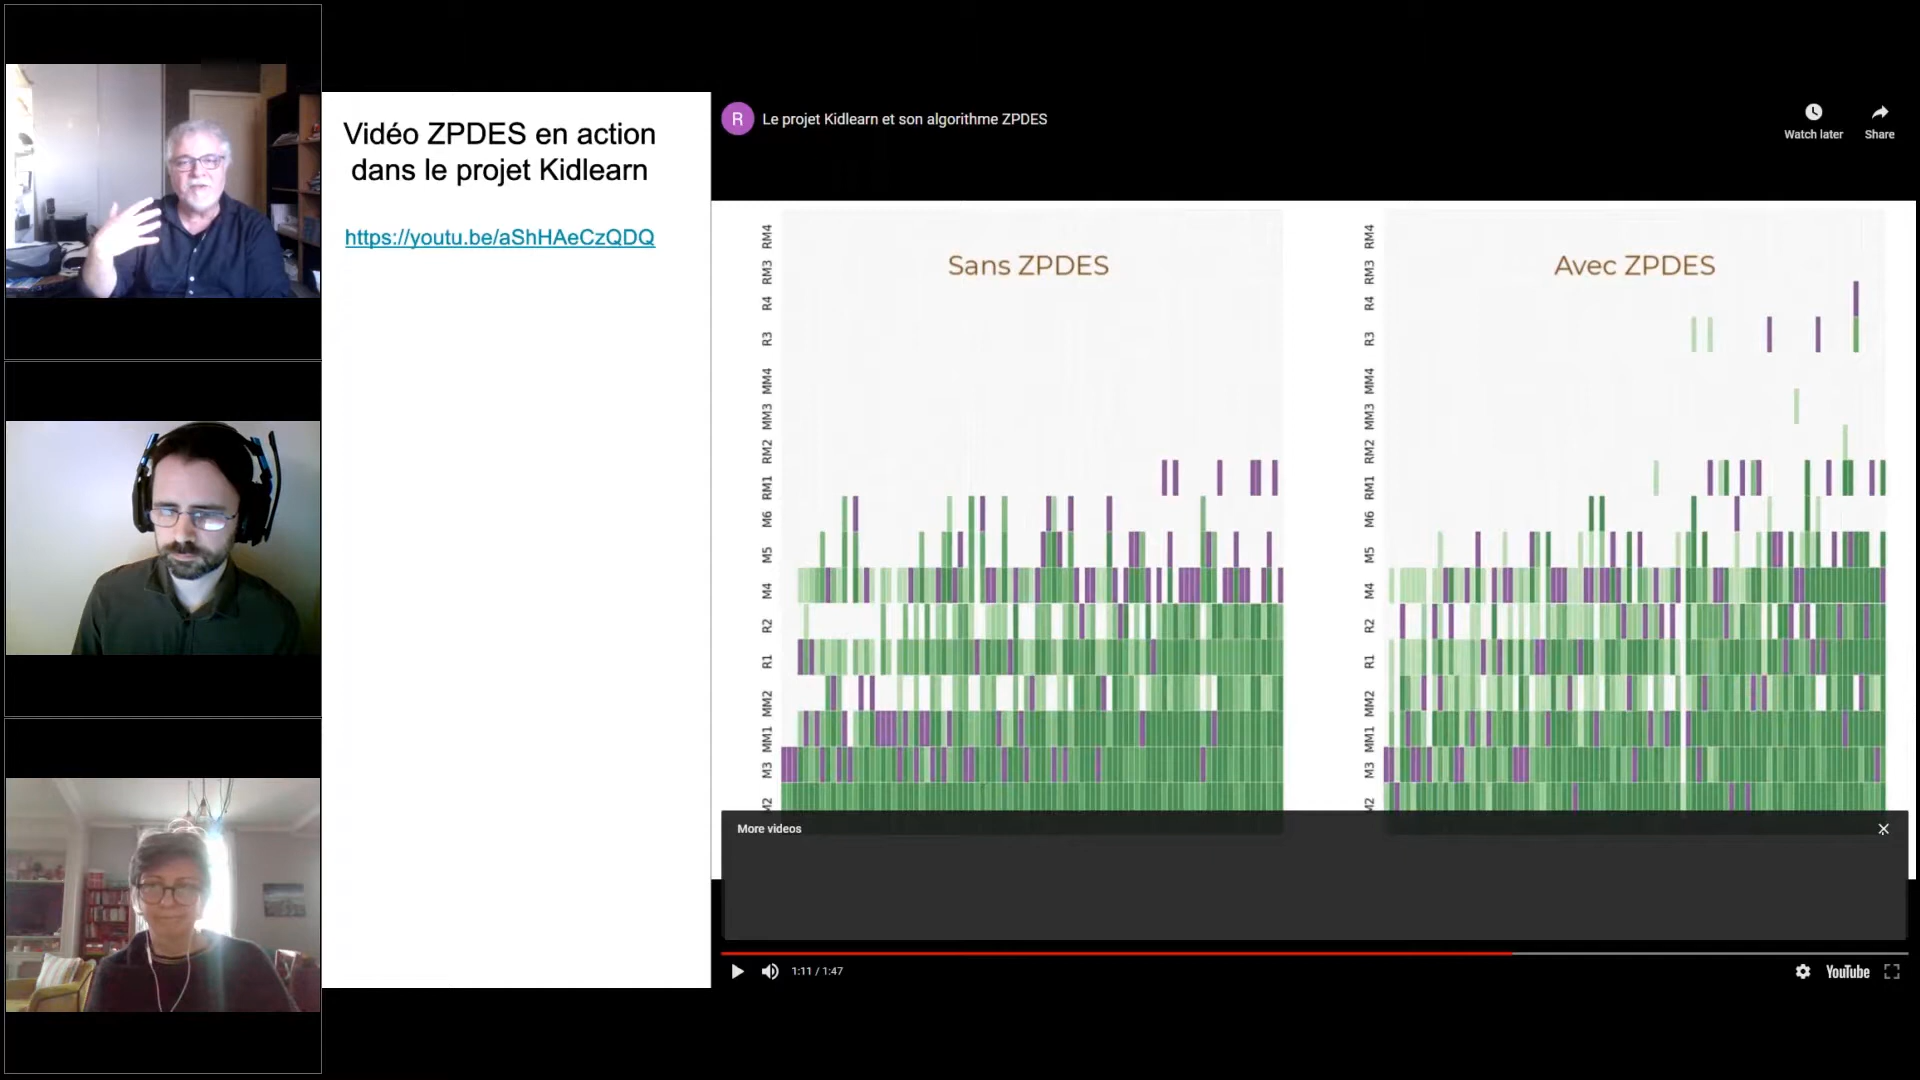 Vidéo ZPDES en action
dans le projet Kidlearn
https://youtu.be/aShHAeCzQDQ
R
Le projet Kidlearn et son algorithme ZPDES
Watch later
Share
Sans ZPDES
RM4
RM3
R4
R3
MM4
MM3
RM2
RM1
M6
M5
M4
R2
R1
MM2
MM1
M3
M2
Avec ZPDES
RM4
RM3
R4
R3
MM4
MM3
RM2
RM1
M6
M5
M4
R2
R1
MM2
MM1
M3
M2
More videos
1:11 / 1:47
YouTube